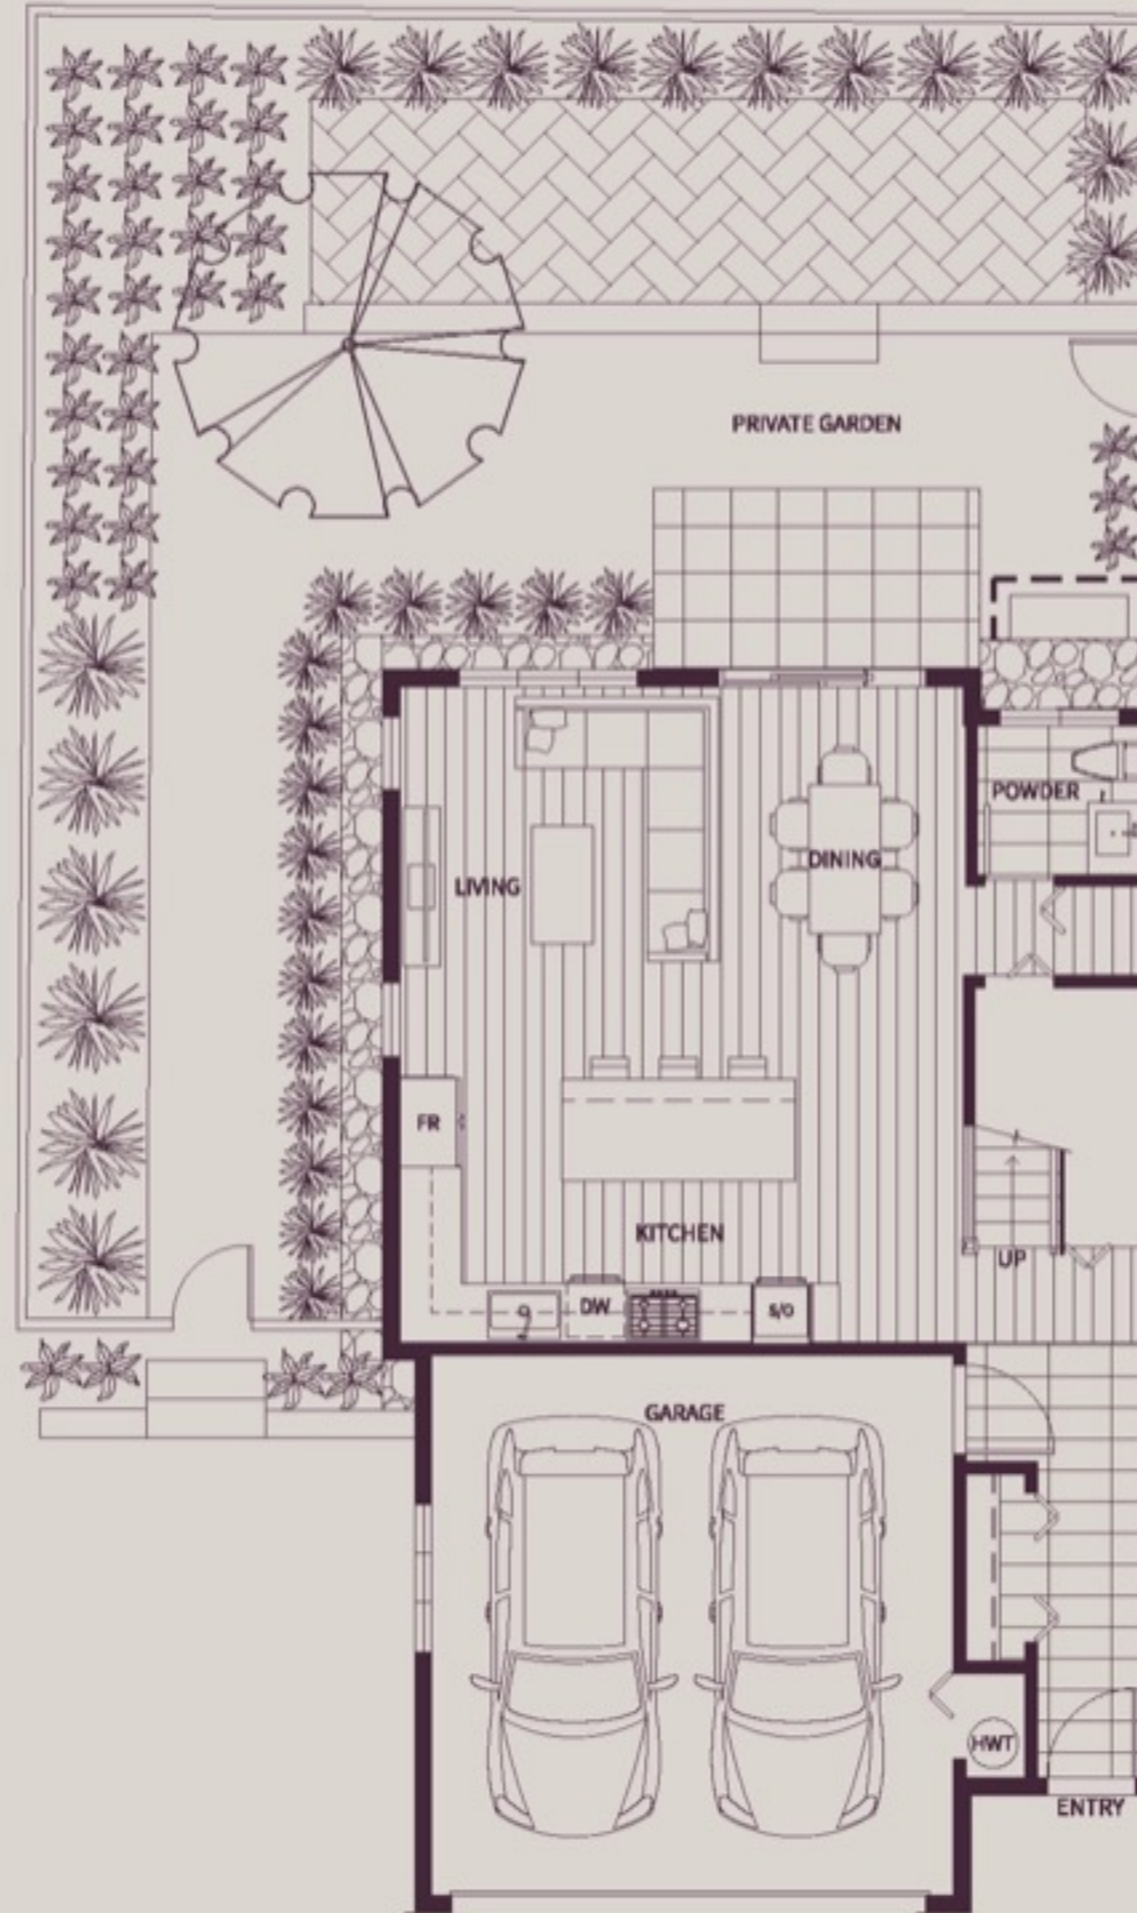 PRIVATE GARDEN
POWDER
DINING
LIVING
FR
KITCHEN
UP
DW
S/O
GARAGE
HWT
ENTRY